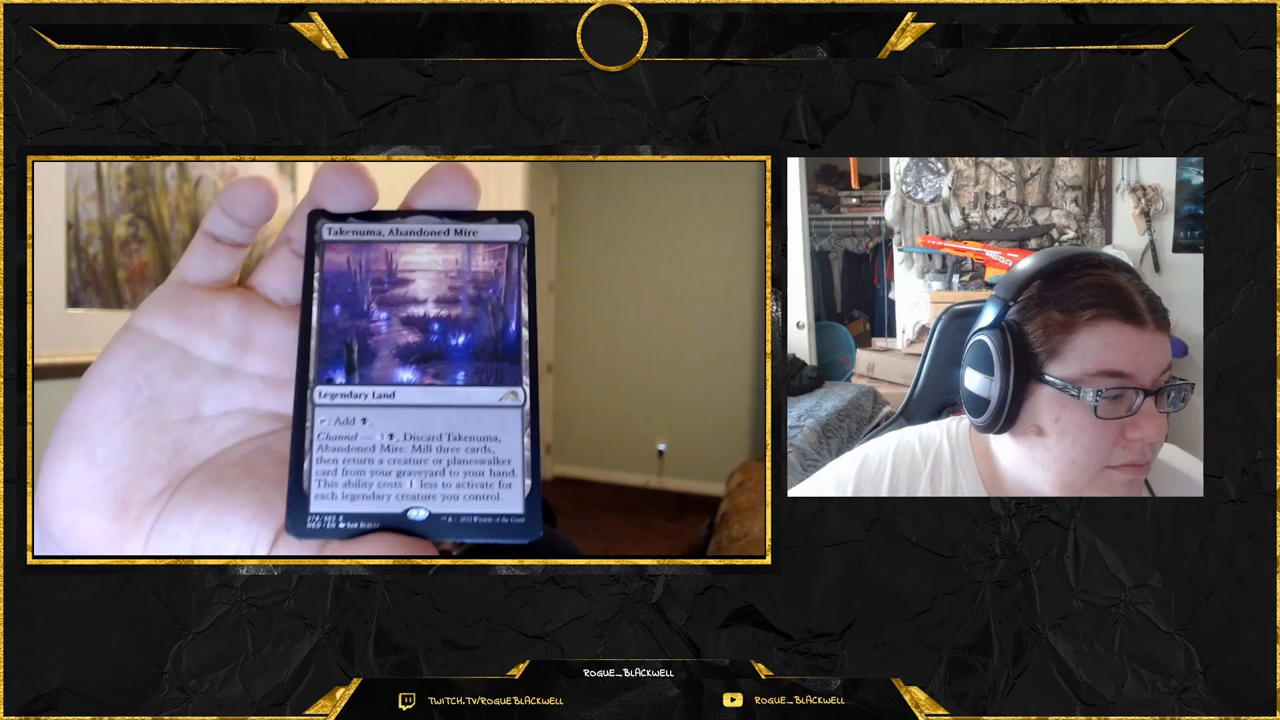 Takenuma, Abandoned Mire
Legendary Land
: Add
Channel — 3 , Discard Takenuma,
Abandoned Mire: Mill three cards,
then return a creature or planeswalker
card from your graveyard to your hand.
This ability costs 1 less to activate for
each legendary creature you control.
MEGA
ROGUE_BLACKWELL
TWITCH.TV/ROGUEBLACKWELL
ROGUE_BLACKWELL